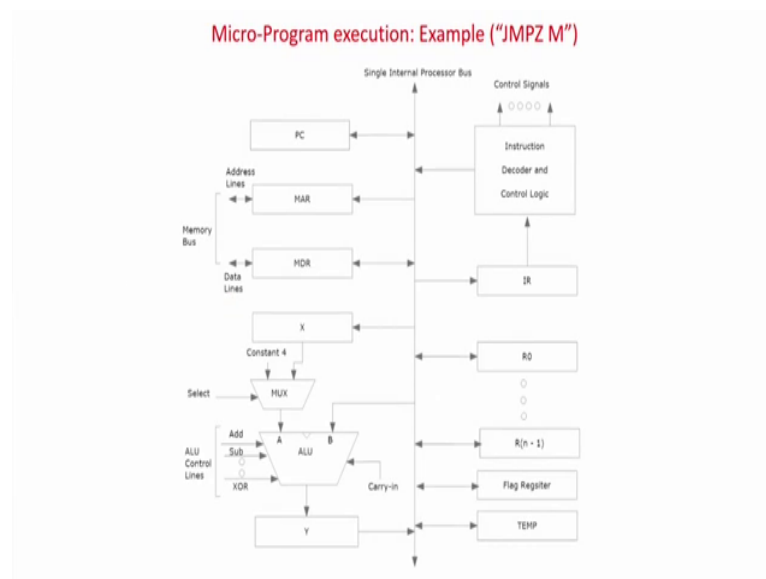 Micro-Program execution: Example ("JMPZ M")
Single Internal Processor Bus
Control Signals
PC
Instruction
Decoder and
Control Logic
Address
Lines
MAR
Memory
Bus
MDR
Data
Lines
IR
X
Constant 4
R0
Select
MUX
Add
A
B
ALU
Control
Lines
Sub
ALU
XOR
Carry-in
R(n - 1)
Flag Regsiter
Y
TEMP